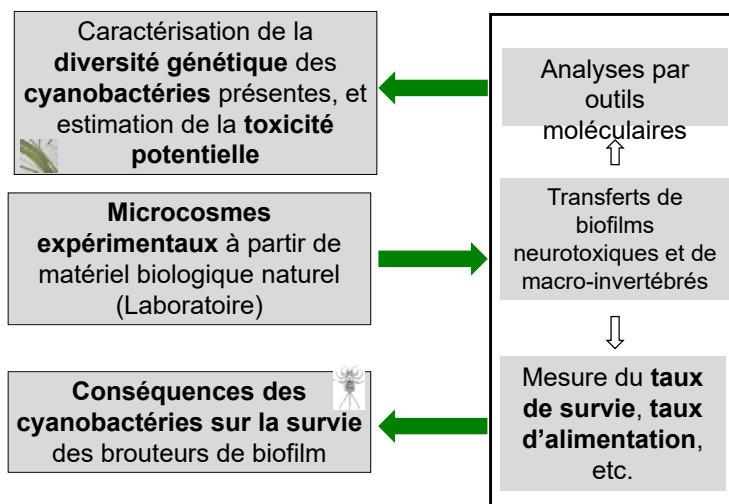 Caractérisation de la
diversité génétique des
cyanobactéries présentes, et
estimation de la toxicité
potentielle
Analyses par
outils
moléculaires
Microcosmes
expérimentaux à partir de
matériel biologique naturel
(Laboratoire)
Transferts de
biofilms
neurotoxiques et de
macro-invertébrés
Conséquences des
cyanobactéries sur la survie
des brouteurs de biofilm
Mesure du taux
de survie, taux
d’alimentation,
etc.